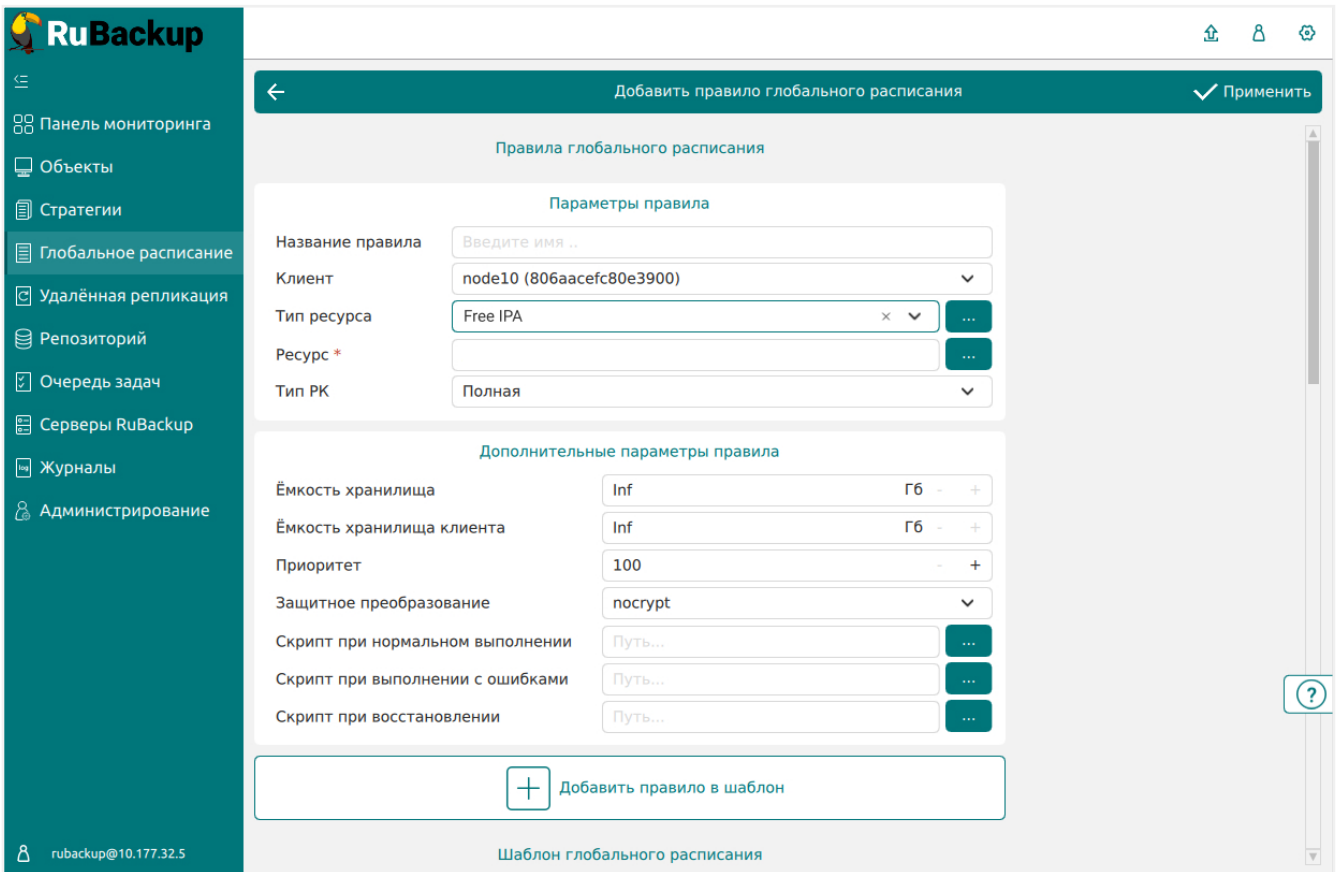 RuBackup
Панель мониторинга
Объекты
Стратегии
Глобальное расписание
Удалённая репликация
Репозиторий
Очередь задач
Серверы RuBackup
log Журналы
Администрирование
rubackup@10.177.32.5
Добавить правило глобального расписания
Применить
Правила глобального расписания
Параметры правила
Название правила Введите имя ..
Клиент node10 (806aacefc80e3900)
Тип ресурса Free IPA × ...
Ресурс * ...
Тип РК Полная
Дополнительные параметры правила
Ёмкость хранилища Inf Гб - +
Ёмкость хранилища клиента Inf Гб - +
Приоритет 100 - +
Защитное преобразование nocrypt
Скрипт при нормальном выполнении Путь... ...
Скрипт при выполнении с ошибками Путь... ...
Скрипт при восстановлении Путь... ...
?
+ Добавить правило в шаблон
Шаблон глобального расписания